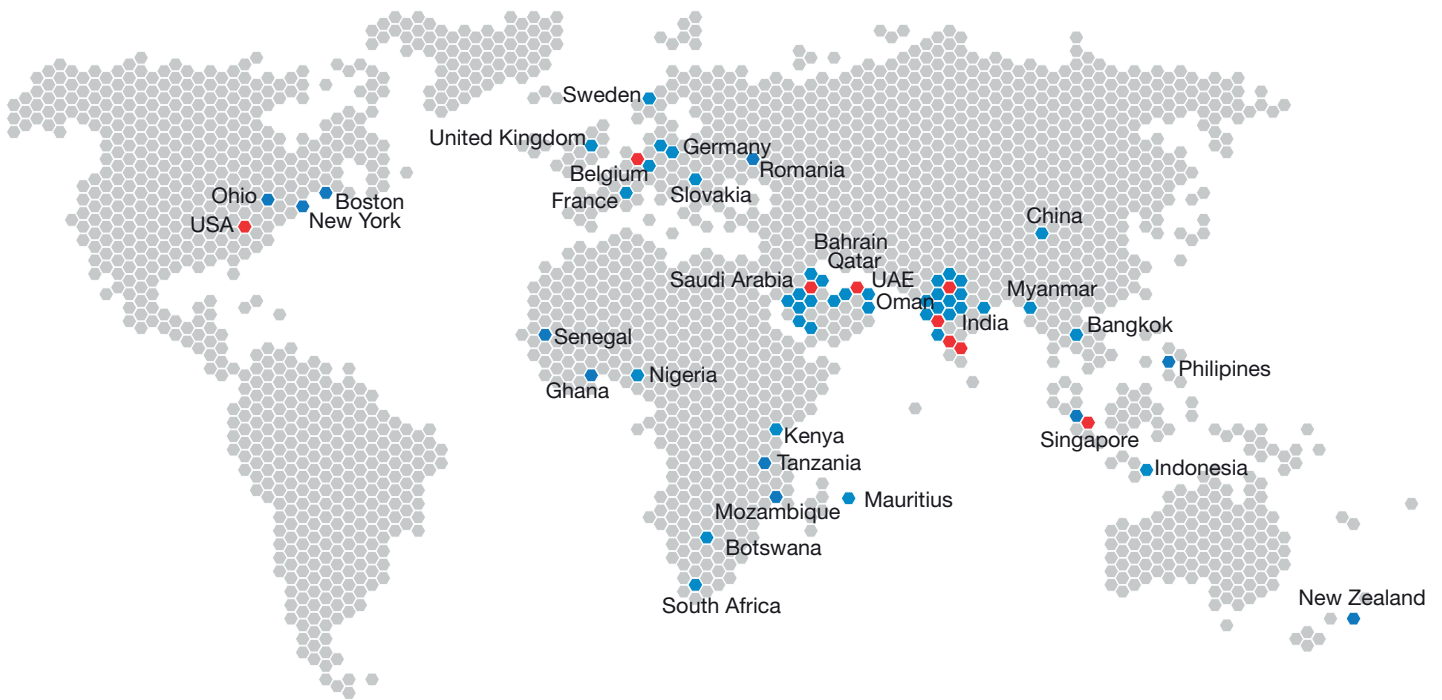 Sweden
United Kingdom
Germany
Belgium
Romania
Slovakia
France
Ohio
Boston
New York
USA
China
Bahrain
Qatar
Saudi Arabia
UAE
Oman
Myanmar
India
Bangkok
Senegal
Philipines
Ghana
Nigeria
Kenya
Singapore
Tanzania
Indonesia
Mauritius
Mozambique
Botswana
South Africa
New Zealand